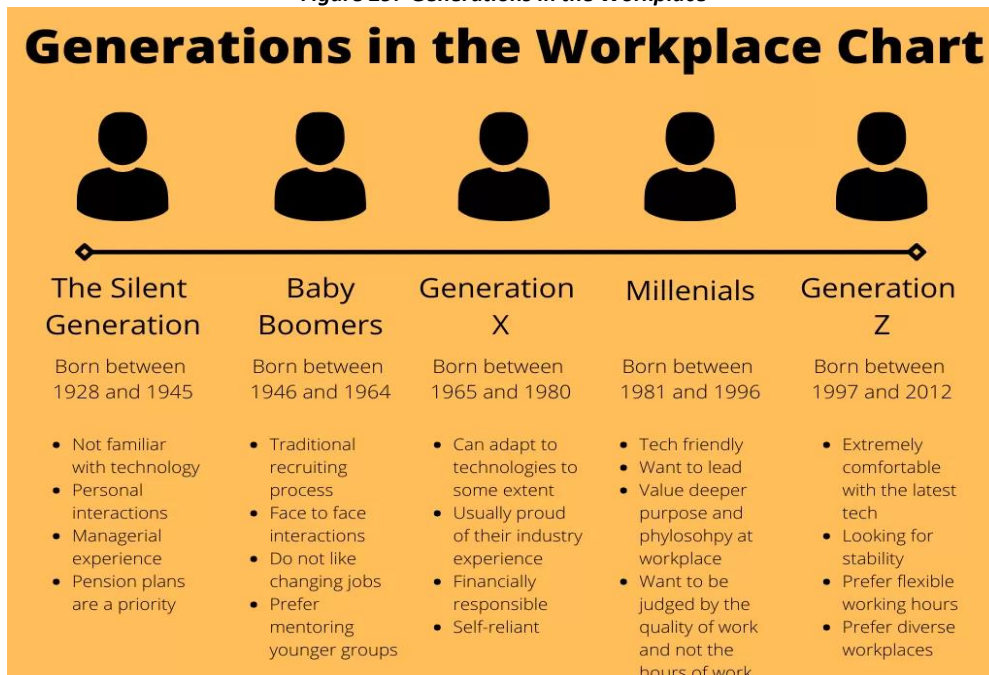 Generations in the Workplace Chart
The Silent
Generation
Born between
1928 and 1945
• Not familiar
with technology
• Personal
interactions
• Managerial
experience
• Pension plans
are a priority
Baby
Boomers
Born between
1946 and 1964
• Traditional
recruiting
process
• Face to face
interactions
• Do not like
changing jobs
• Prefer
mentoring
younger groups
Generation
X
Born between
1965 and 1980
• Can adapt to
technologies to
some extent
• Usually proud
of their industry
experience
• Financially
responsible
• Self-reliant
Millenials
Born between
1981 and 1996
• Tech friendly
• Want to lead
• Value deeper
purpose and
phylosohpy at
workplace
• Want to be
judged by the
quality of work
and not the
hours of work
Generation
Z
Born between
1997 and 2012
• Extremely
comfortable
with the latest
tech
• Looking for
stability
• Prefer flexible
working hours
• Prefer diverse
workplaces